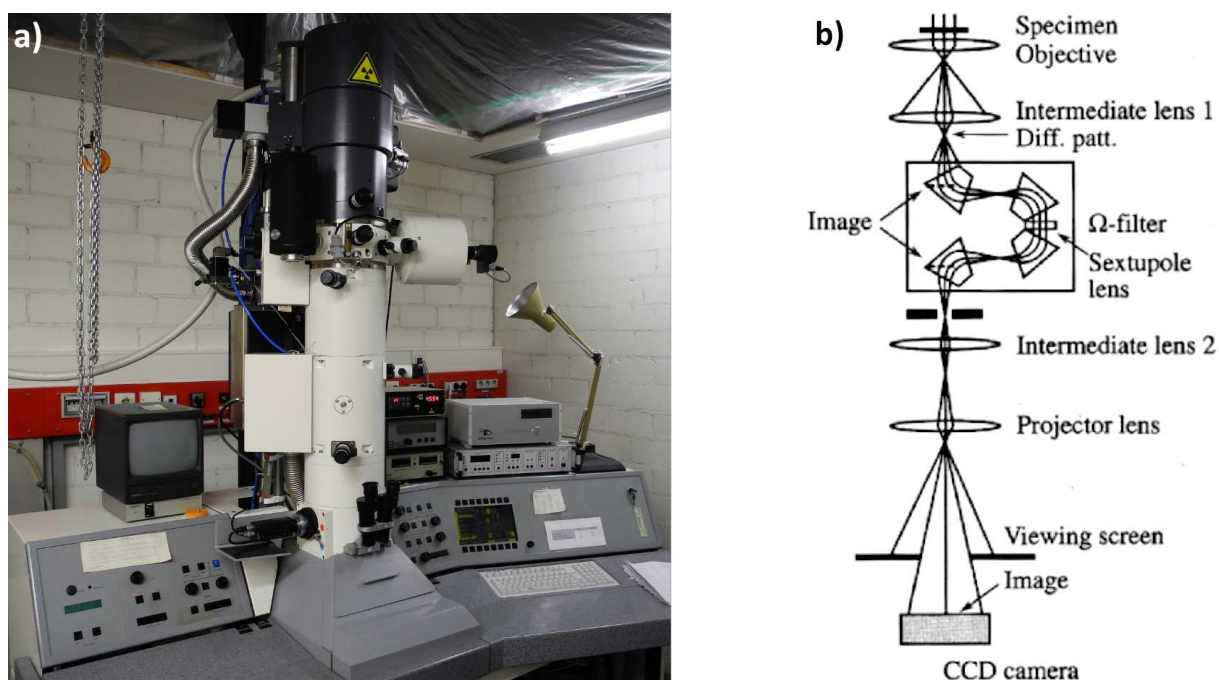 a)
b)
Specimen
Objective
Intermediate lens 1
Diff. patt.
Image
Ω-filter
Sextupole
lens
Intermediate lens 2
Projector lens
Viewing screen
Image
CCD camera